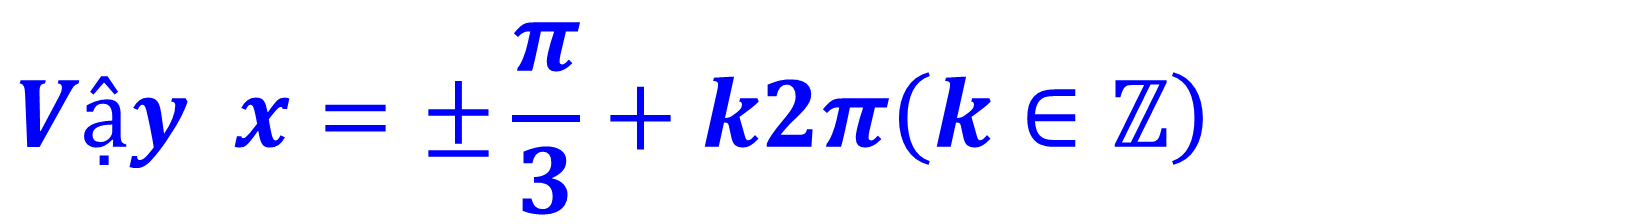 Vậy x = ± π/3 + k2π(k ∈ ℤ)